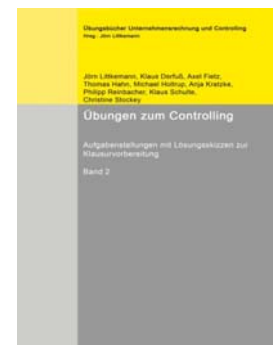 Übungsbücher Unternehmensrechnung und Controlling
Hrsg.: Jörn Littkemann
Jörn Littkemann, Klaus Derfuß, Axel Fietz,
Thomas Hahn, Michael Holtrup, Anja Kratzke,
Philipp Reinbacher, Klaus Schulte,
Christine Stockey
Übungen zum Controlling
Aufgabenstellungen mit Lösungsskizzen zur
Klausurvorbereitung
Band 2